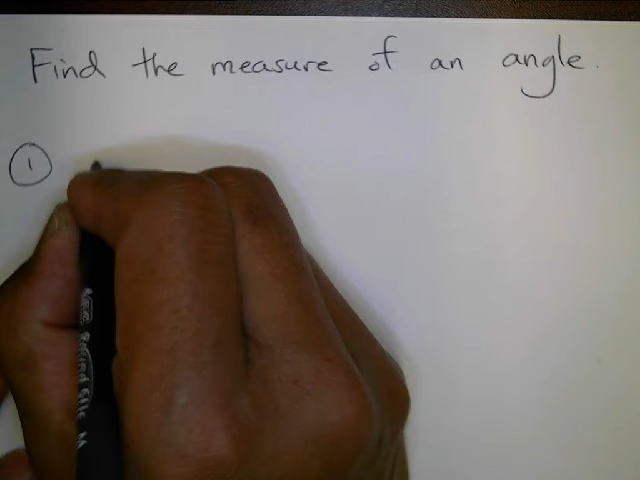 Find the measure of an angle.
1